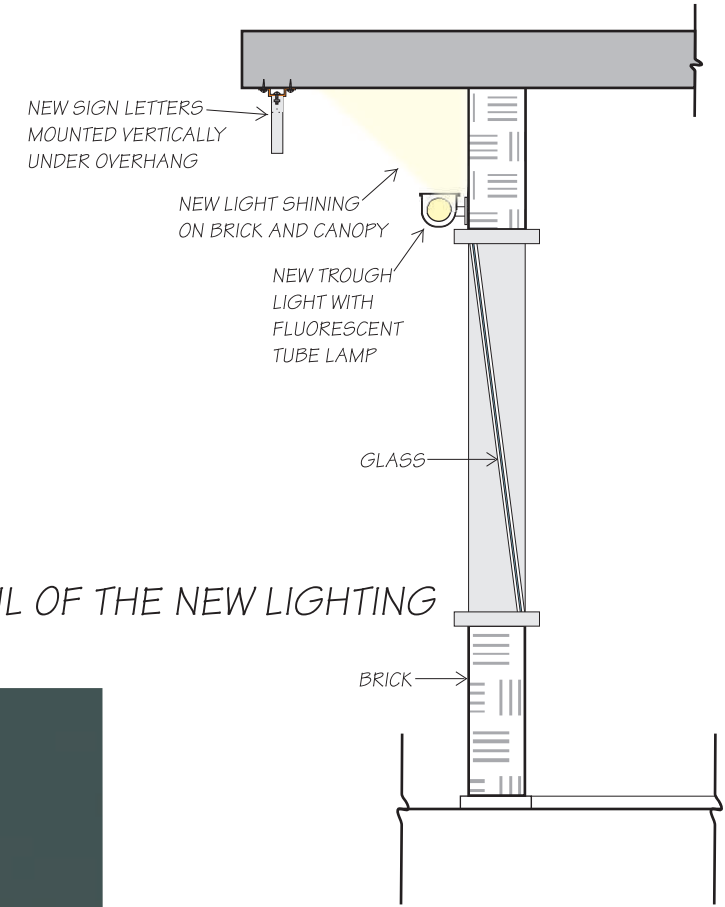 NEW SIGN LETTERS
MOUNTED VERTICALLY
UNDER OVERHANG
NEW LIGHT SHINING
ON BRICK AND CANOPY
NEW TROUGH
LIGHT WITH
FLUORESCENT
TUBE LAMP
GLASS
OF THE NEW LIGHTING
BRICK